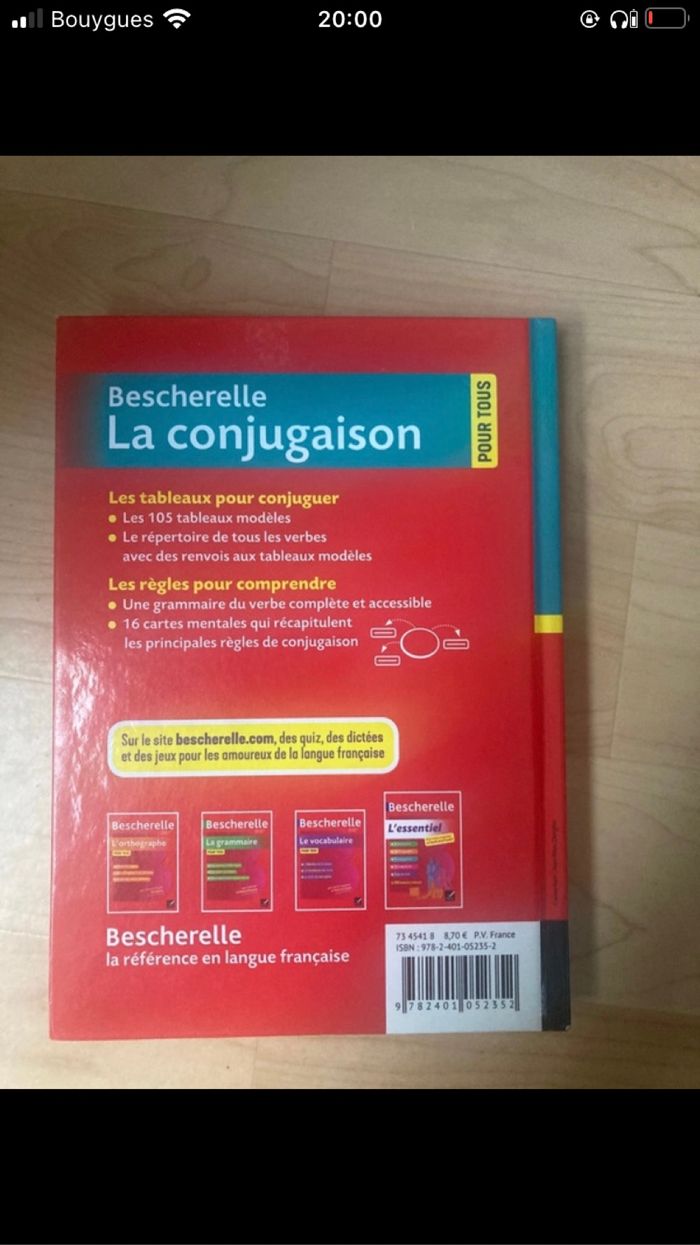 Bouygues
20:00
Bescherelle
La conjugaison
POUR TOUS
Les tableaux pour conjuguer
• Les 105 tableaux modèles
• Le répertoire de tous les verbes
avec des renvois aux tableaux modèles
Les règles pour comprendre
• Une grammaire du verbe complète et accessible
• 16 cartes mentales qui récapitulent
les principales règles de conjugaison
Sur le site bescherelle.com, des quiz, des dictées
et des jeux pour les amoureux de la langue française
Bescherelle
L'orthographe
Bescherelle
La grammaire
Bescherelle
Le vocabulaire
Bescherelle
L'essentiel
Bescherelle
la référence en langue française
73 4541 8 8,70 € P.V. France
ISBN : 978-2-401-05235-2
9 782401 052352